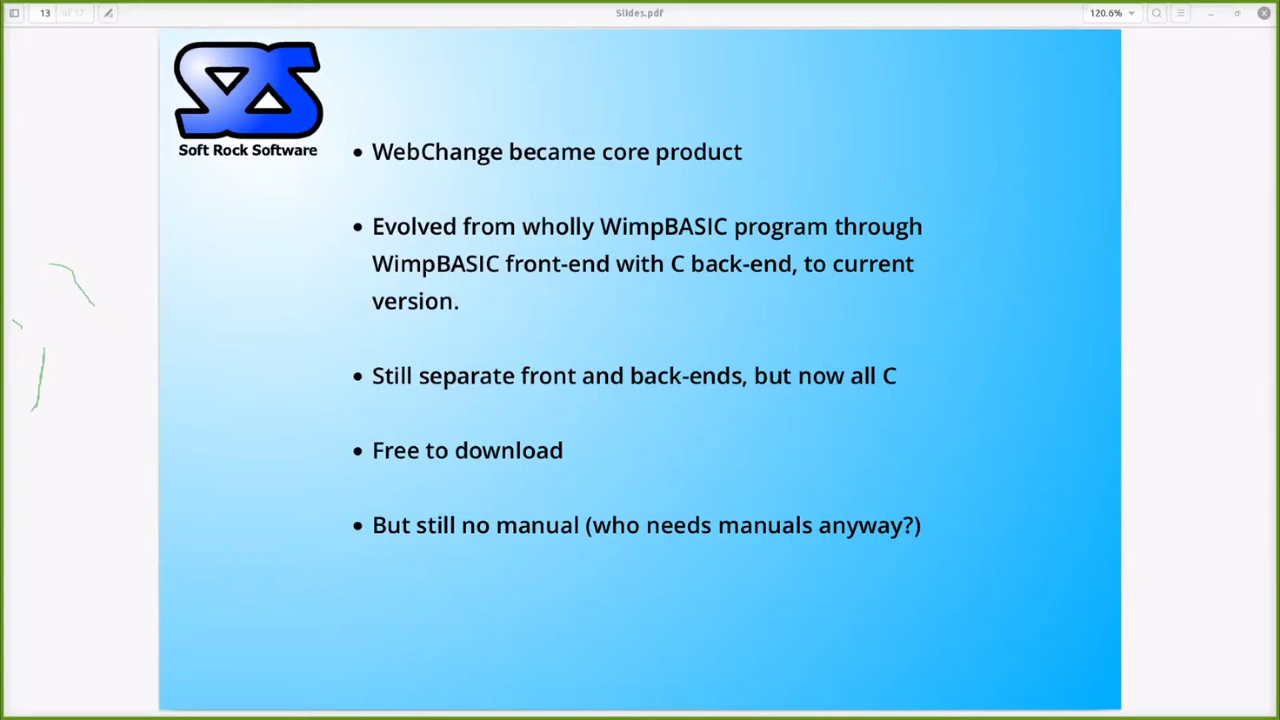 13 of 17
Slides.pdf
120.6%
Soft Rock Software
• WebChange became core product
• Evolved from wholly WimpBASIC program through
WimpBASIC front-end with C back-end, to current
version.
• Still separate front and back-ends, but now all C
• Free to download
• But still no manual (who needs manuals anyway?)